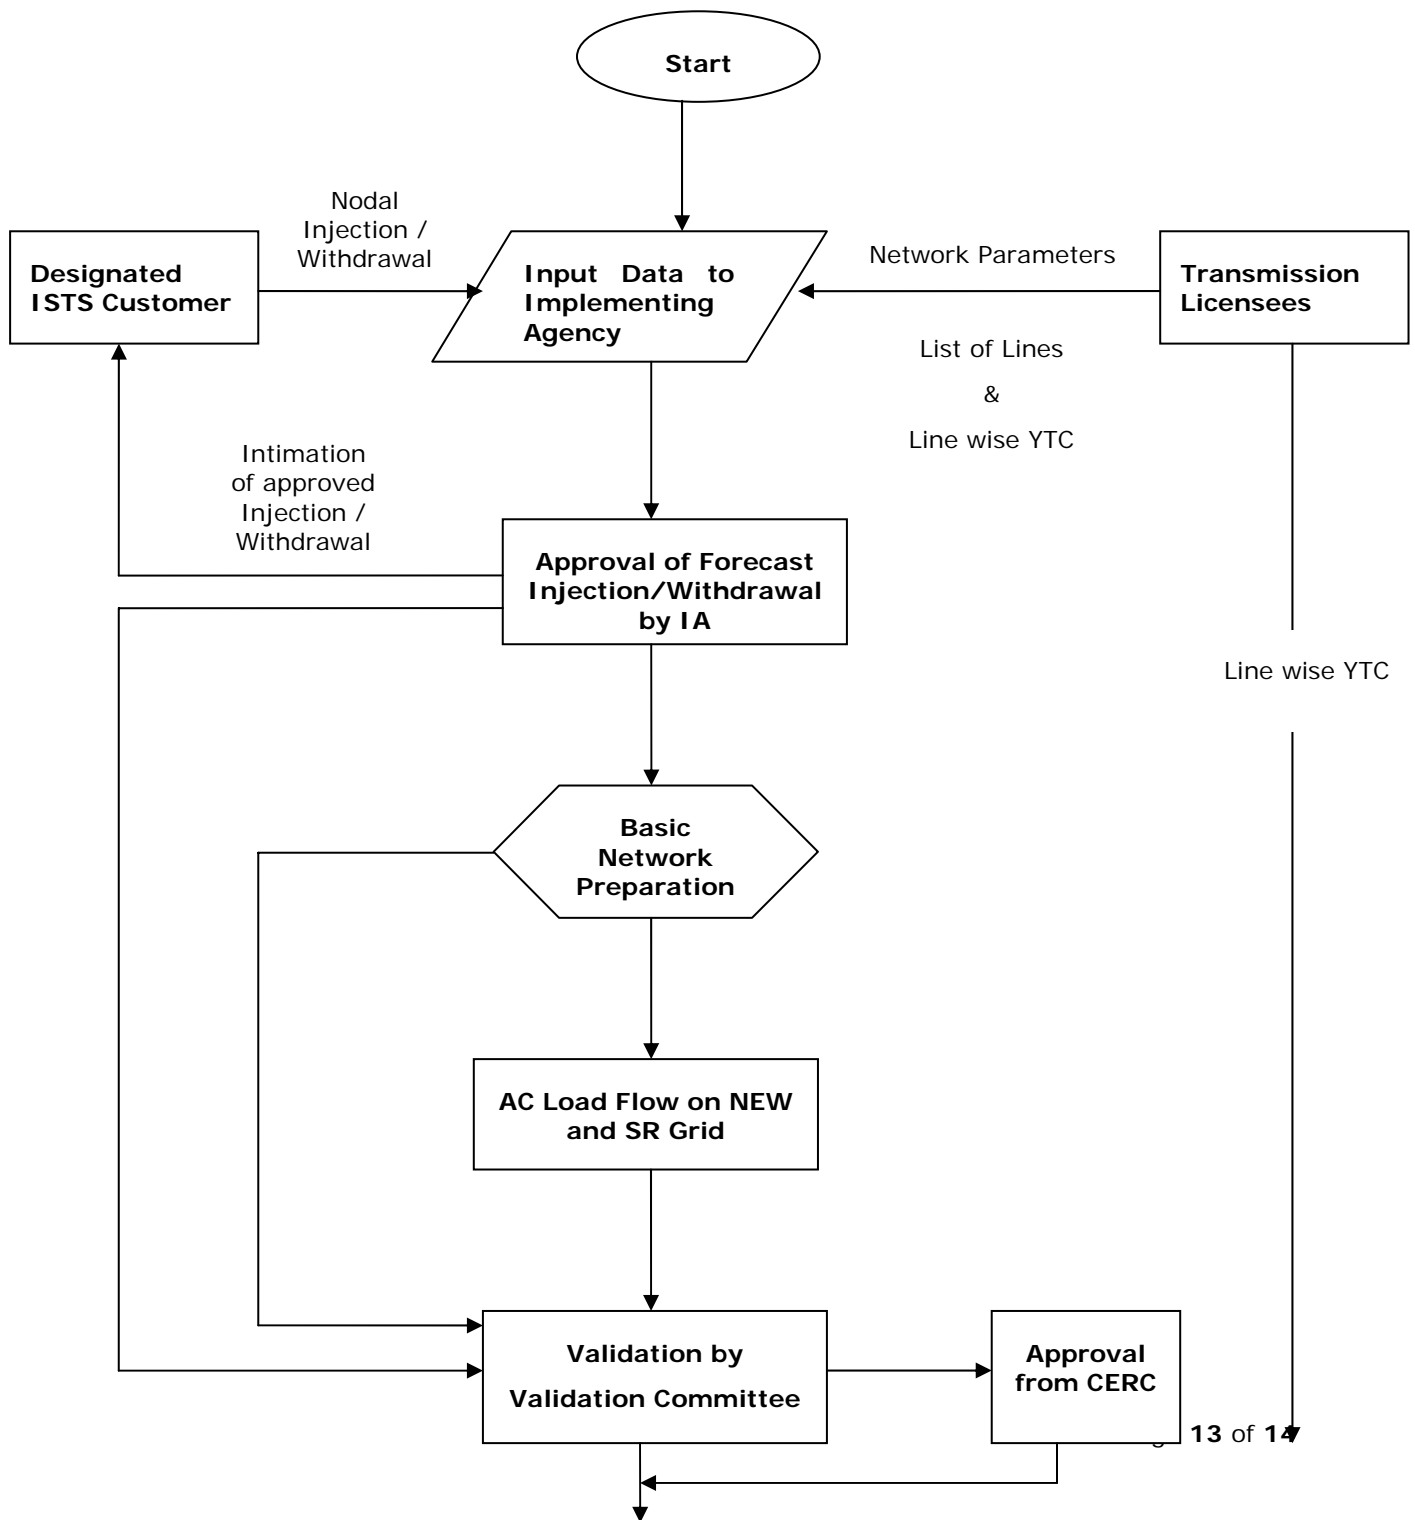 Start
Nodal
Injection /
Withdrawal
Designated
ISTS Customer
Input Data to
Implementing
Agency
Network Parameters
Transmission
Licensees
List of Lines
&
Line wise YTC
Intimation
of approved
Injection /
Withdrawal
Approval of Forecast
Injection/Withdrawal
by IA
Line wise YTC
Basic
Network
Preparation
AC Load Flow on NEW
and SR Grid
Validation by
Validation Committee
Approval
from CERC
13 of 14